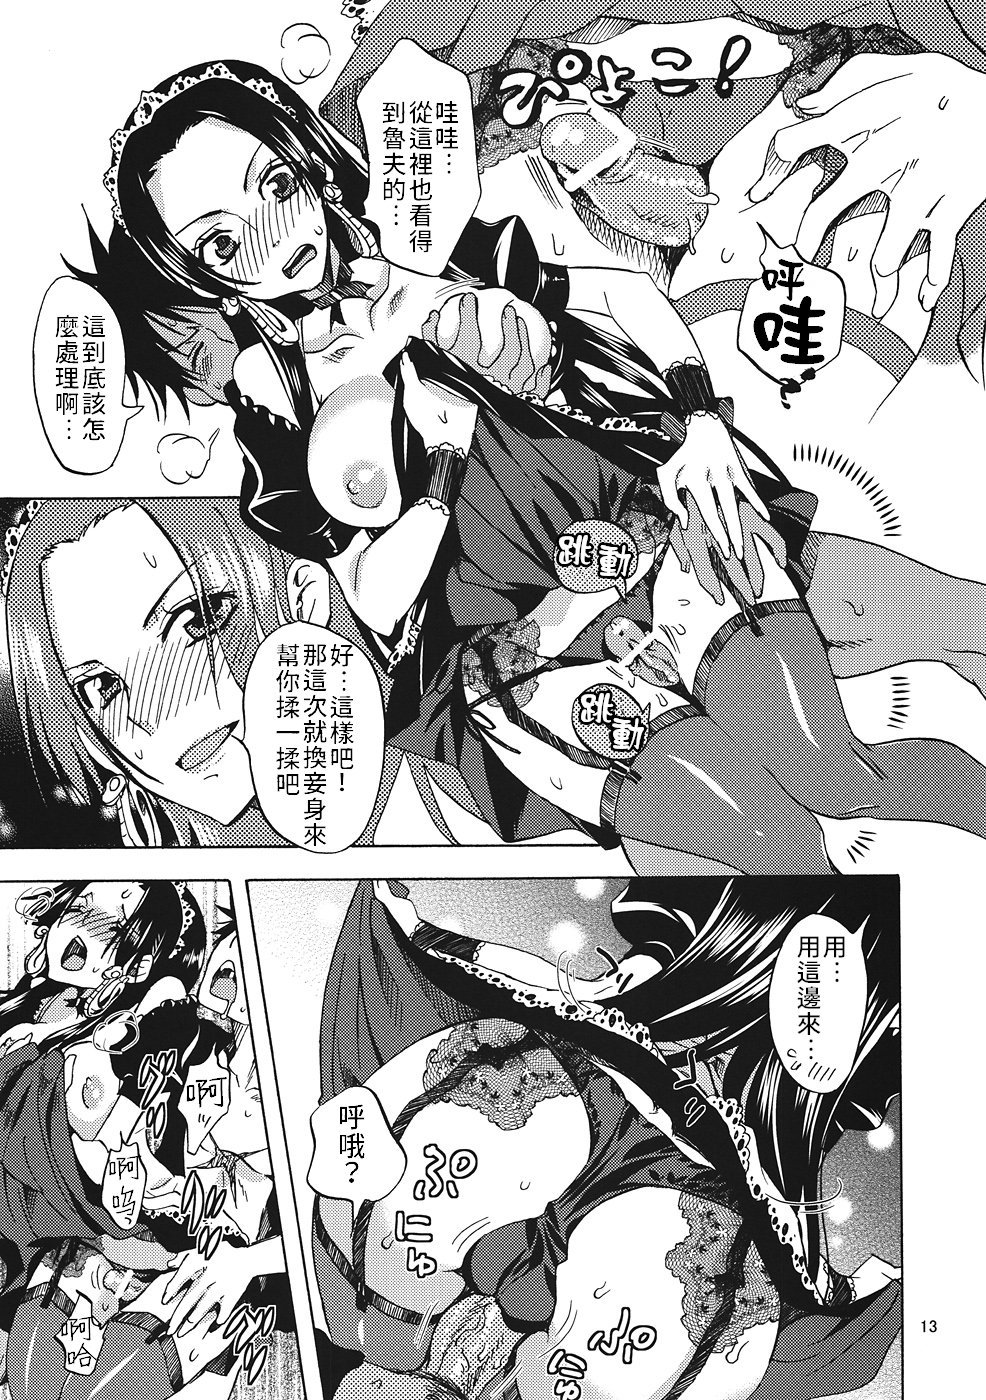 ぴょこ!
哇哇…
從這裡也看得
到魯夫的…
呼
哇
這到底該怎
麼處理啊…
跳動
跳動
好…這樣吧!
那這次就換妾身來
幫你揉一揉吧
用…
用這邊來…
呼哦?
ぷにゅ
ぷにゅ
啊
啊嗚
啊哈
13